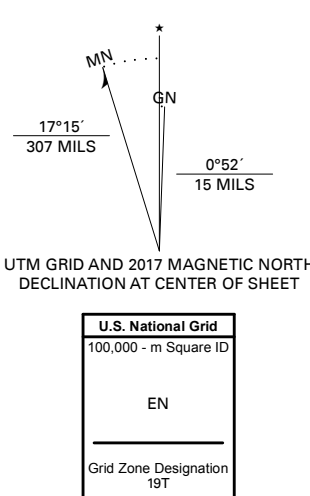 ★
MN
GN
17°15´
307 MILS
0°52´
15 MILS
UTM GRID AND 2017 MAGNETIC NORTH
DECLINATION AT CENTER OF SHEET
U.S. National Grid
100,000 - m Square ID
EN
Grid Zone Designation
19T